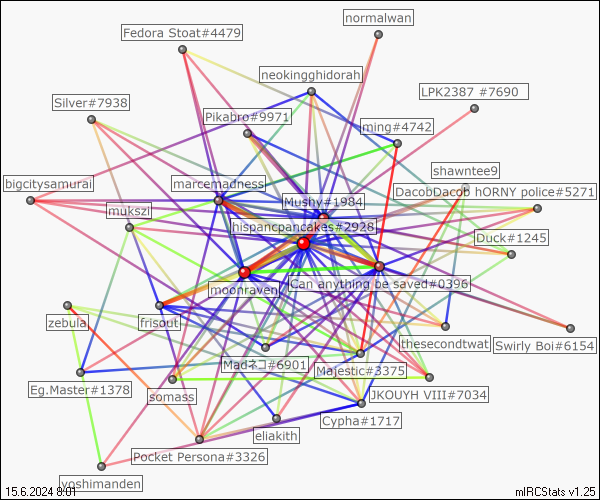 normalwan
Fedora Stoat#4479
neokingghidorah
LPK2387 #7690
Silver#7938
Pikabro#9971
ming#4742
shawntee9
bigcitysamurai
marcemadness
DacobDacob hORNY police#5271
Mushy#1984
mukszi
hispancpancakes#2928
Duck#1245
moonraven
Can anything be saved#0396
zebula
frisout
thesecondtwat
Swirly Boi#6154
Madネコ#6901
Majestic#3375
Eg.Master#1378
somass
JKOUYH VIII#7034
Cypha#1717
eliakith
Pocket Persona#3326
yoshimanden
15.6.2024 8:01
mIRCStats v1.25